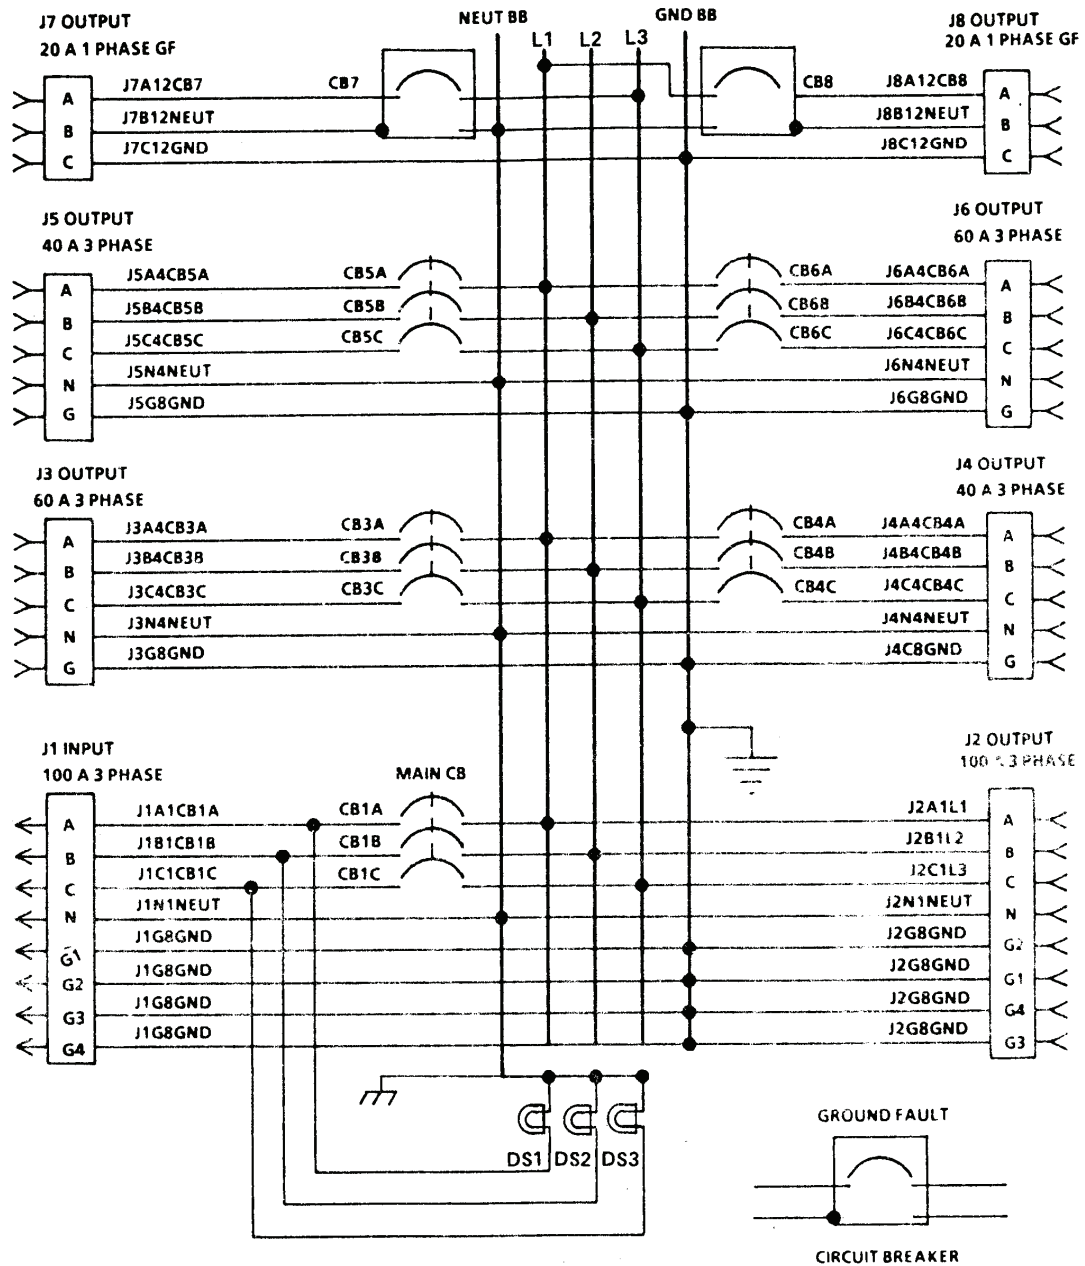 J7 OUTPUT
20 A 1 PHASE GF
NEUT BB
GND BB
L1
L2
L3
J8 OUTPUT
20 A 1 PHASE GF
A
B
C
J7A12CB7
J7B12NEUT
J7C12GND
CB7
CB8
J8A12CB8
J8B12NEUT
J8C12GND
A
B
C
J5 OUTPUT
40 A 3 PHASE
J6 OUTPUT
60 A 3 PHASE
A
B
C
N
G
J5A4CB5A
J5B4CB5B
J5C4CB5C
J5N4NEUT
J5G8GND
CB5A
CB5B
CB5C
CB6A
CB6B
CB6C
J6A4CB6A
J6B4CB6B
J6C4CB6C
J6N4NEUT
J6G8GND
A
B
C
N
G
J3 OUTPUT
60 A 3 PHASE
J4 OUTPUT
40 A 3 PHASE
A
B
C
N
G
J3A4CB3A
J3B4CB3B
J3C4CB3C
J3N4NEUT
J3G8GND
CB3A
CB3B
CB3C
CB4A
CB4B
CB4C
J4A4CB4A
J4B4CB4B
J4C4CB4C
J4N4NEUT
J4C8GND
A
B
C
N
G
J1 INPUT
100 A 3 PHASE
MAIN CB
J2 OUTPUT
100 A 3 PHASE
A
B
C
N
G1
G2
G3
G4
J1A1CB1A
J1B1CB1B
J1C1CB1C
J1N1NEUT
J1G8GND
J1G8GND
J1G8GND
J1G8GND
CB1A
CB1B
CB1C
J2A1L1
J2B1L2
J2C1L3
J2N1NEUT
J2G8GND
J2G8GND
J2G8GND
J2G8GND
A
B
C
N
G2
G1
G4
G3
DS1
DS2
DS3
GROUND FAULT
CIRCUIT BREAKER